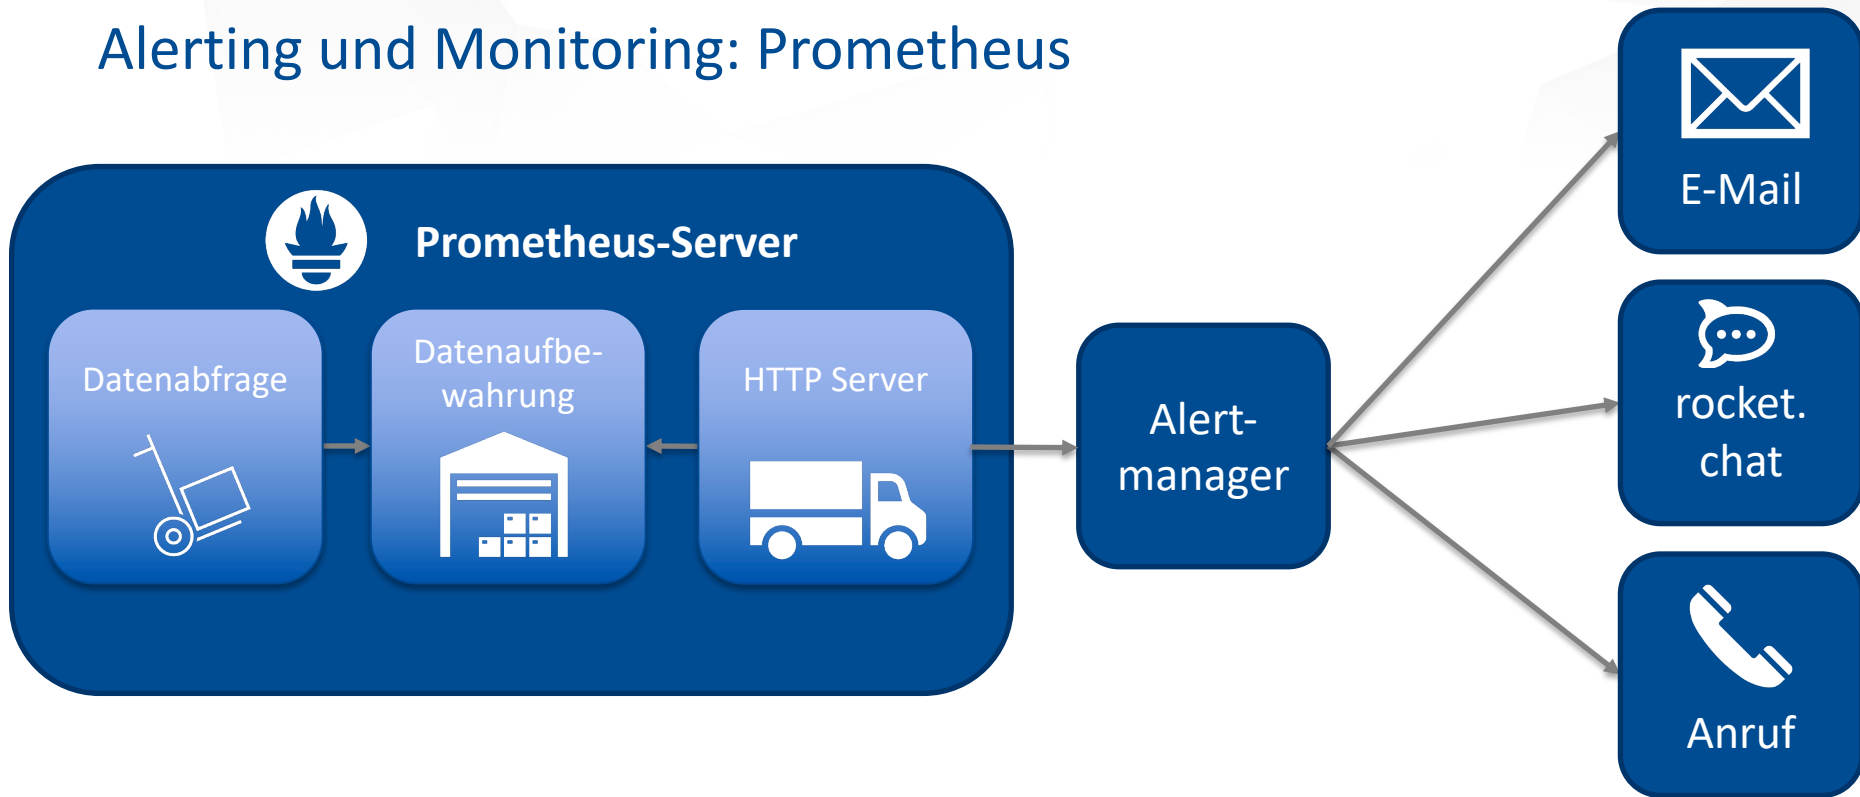 Alerting und Monitoring: Prometheus
Prometheus-Server
Datenabfrage
Datenaufbe-
wahrung
HTTP Server
Alert-
manager
E-Mail
rocket.
chat
Anruf